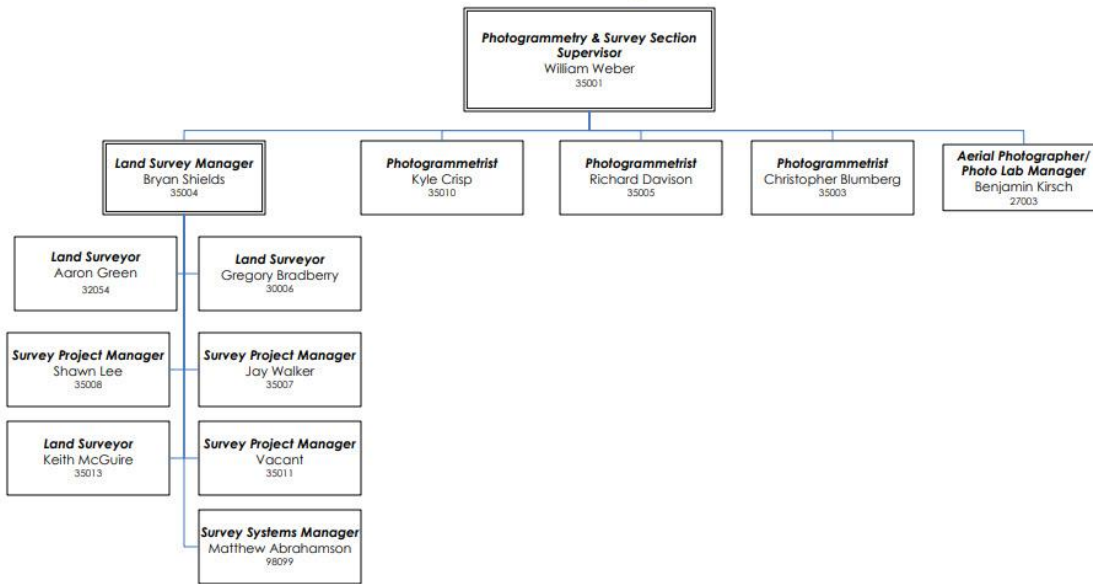 Photogrammetry & Survey Section
Supervisor
William Weber
35001
Land Survey Manager
Bryan Shields
35004
Photogrammetrist
Kyle Crisp
35010
Photogrammetrist
Richard Davison
35005
Photogrammetrist
Christopher Blumberg
35003
Aerial Photographer/
Photo Lab Manager
Benjamin Kirsch
27003
Land Surveyor
Aaron Green
32054
Land Surveyor
Gregory Bradberry
30006
Survey Project Manager
Shawn Lee
35008
Survey Project Manager
Jay Walker
35007
Land Surveyor
Keith McGuire
35013
Survey Project Manager
Vacant
35011
Survey Systems Manager
Matthew Abrahamson
98099